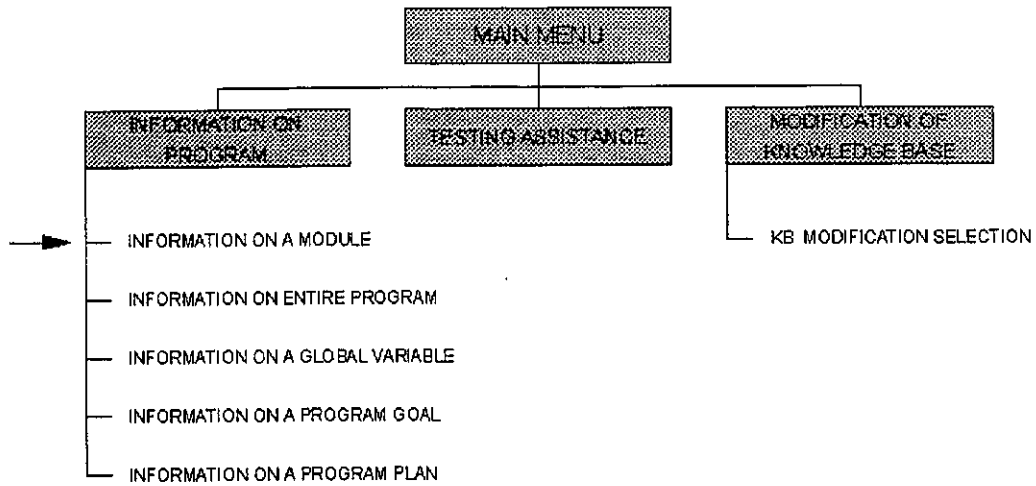 MAIN MENU
INFORMATION ON
PROGRAM
TESTING ASSISTANCE
MODIFICATION OF
KNOWLEDGE BASE
INFORMATION ON A MODULE
KB MODIFICATION SELECTION
INFORMATION ON ENTIRE PROGRAM
INFORMATION ON A GLOBAL VARIABLE
INFORMATION ON A PROGRAM GOAL
INFORMATION ON A PROGRAM PLAN